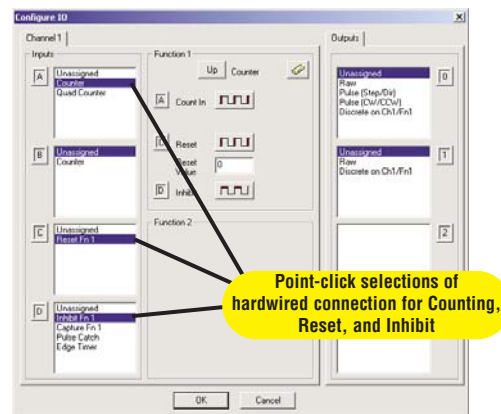 Configure IO
Channel 1
Inputs
A
Unassigned
Counter
Quad Counter
B
Unassigned
Counter
C
Unassigned
Reset Fn 1
D
Unassigned
Inhibit Fn 1
Capture Fn 1
Pulse Catch
Edge Timer
Function 1
Up Counter
A Count In
Reset
Reset
Value
0
D Inhibit
Function 2
Outputs
Unassigned
Raw
Pulse (Step/Dir)
Pulse (CW/CCW)
Discrete on Ch1/Fn1
0
Unassigned
Raw
Discrete on Ch1/Fn1
1
2
Point-click selections of
hardwired connection for Counting,
Reset, and Inhibit
OK Cancel